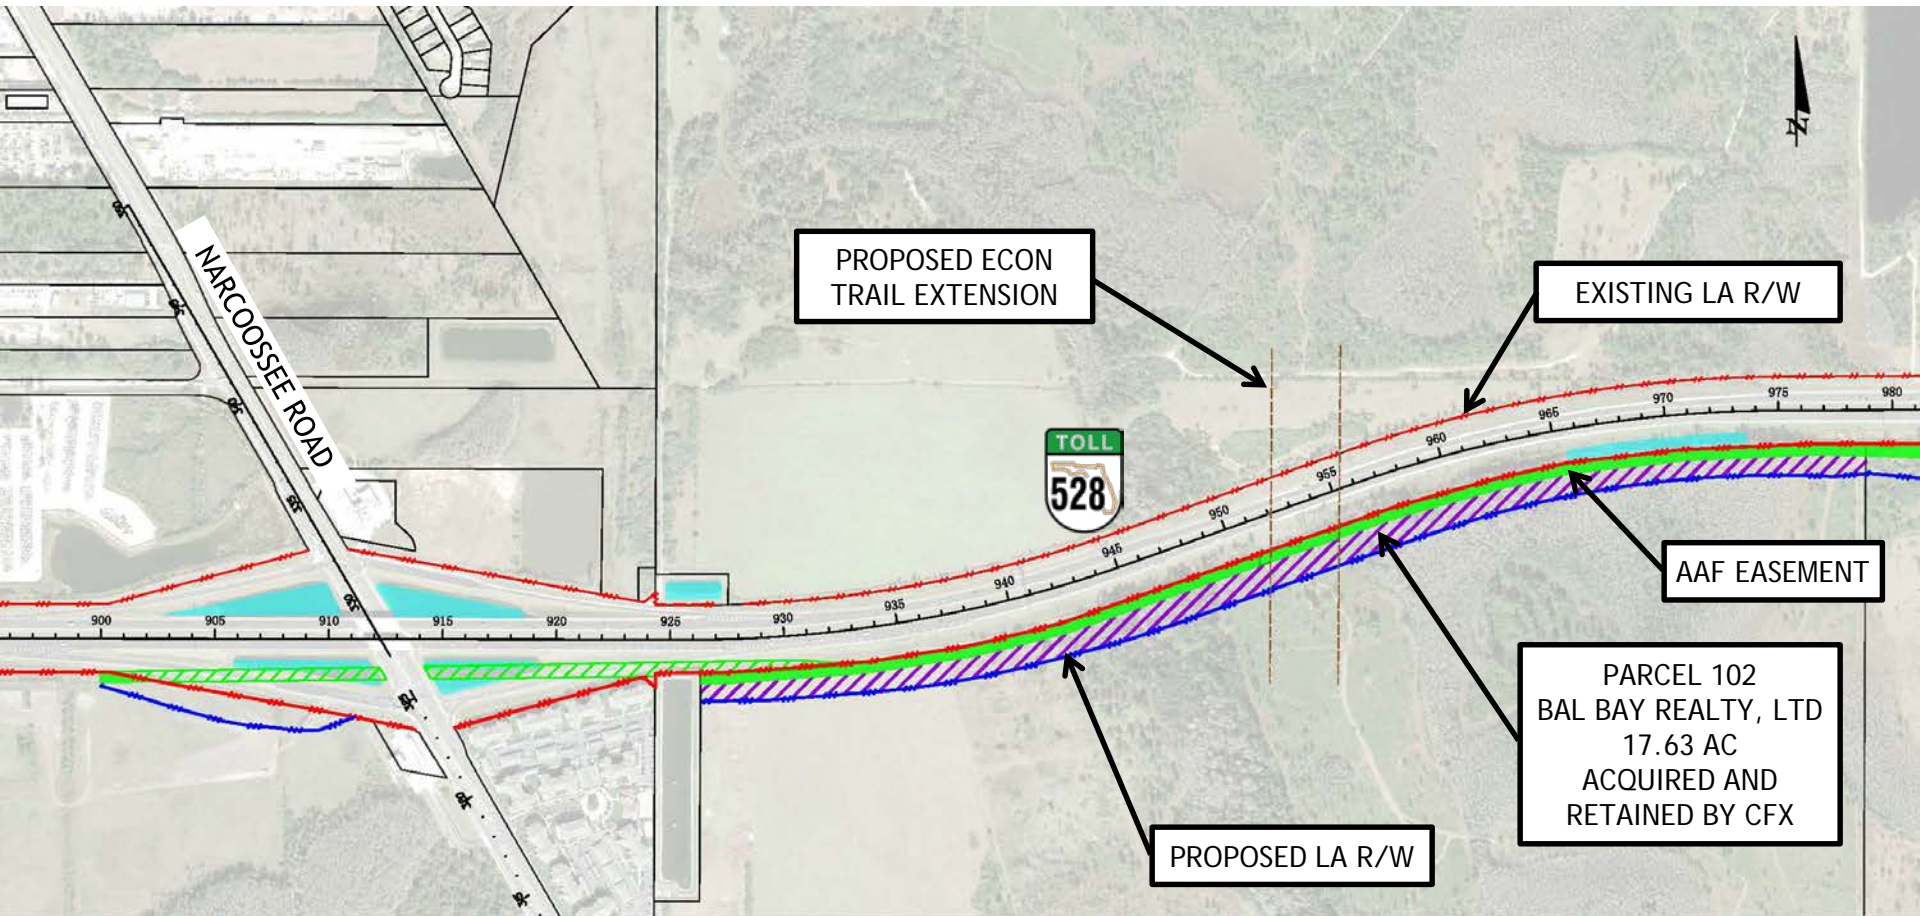 NARCOOSSEE ROAD
PROPOSED ECON
TRAIL EXTENSION
EXISTING LA R/W
N
TOLL
528
900
905
910
915
920
925
930
935
940
945
950
955
960
965
970
975
980
AAF EASEMENT
PARCEL 102
BAL BAY REALTY, LTD
17.63 AC
ACQUIRED AND
RETAINED BY CFX
PROPOSED LA R/W